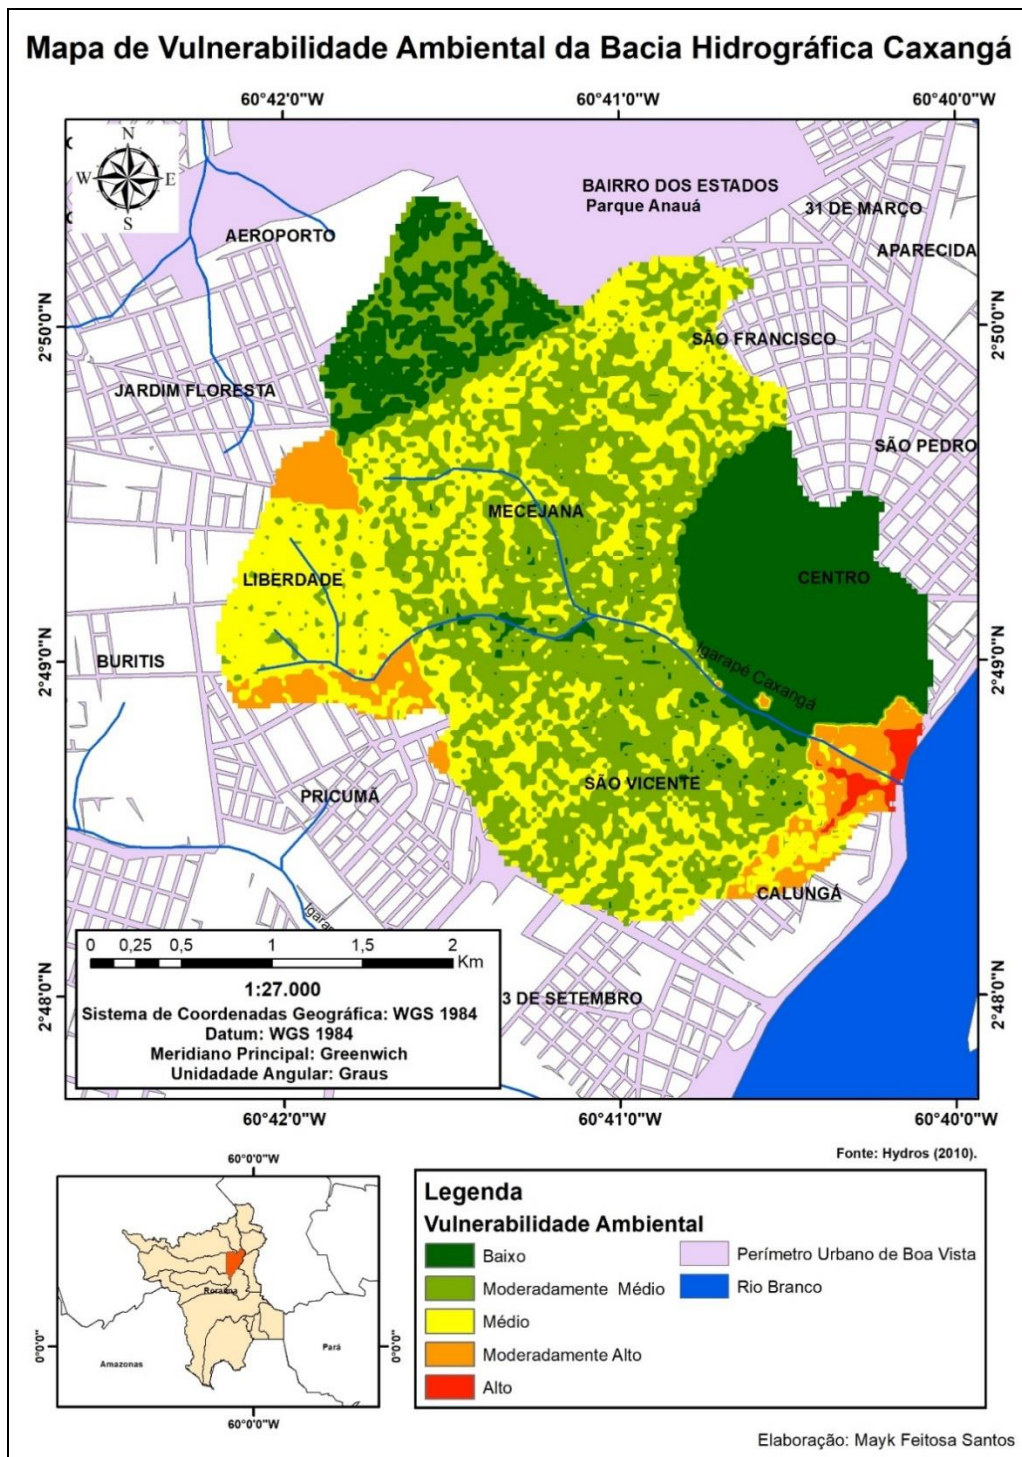 Mapa de Vulnerabilidade Ambiental da Bacia Hidrográfica Caxangá
60°42'0"W
60°41'0"W
60°40'0"W
N
W
E
S
BAIRRO DOS ESTADOS
Parque Anauá
31 DE MARÇO
AEROPORTO
APARECIDA
2°50'0"N
2°50'0"N
SÃO FRANCISCO
JARDIM FLORESTA
SÃO PEDRO
MECEJANA
LIBERDADE
CENTRO
2°49'0"N
2°49'0"N
BURITIS
Igarapé Caxangá
SÃO VICENTE
PRICUMÃ
CALUNGÁ
0 0,25 0,5 1 1,5 2
Km
1:27.000
Sistema de Coordenadas Geográfica: WGS 1984
Datum: WGS 1984
Meridiano Principal: Greenwich
Unidadade Angular: Graus
3 DE SETEMBRO
2°48'0"N
2°48'0"N
60°42'0"W
60°41'0"W
60°40'0"W
Fonte: Hydros (2010).
60°0'0"W
Roraima
Amazonas
Pará
0°0'0"
0°0'0"
60°0'0"W
Legenda
Vulnerabilidade Ambiental
Baixo
Moderadamente Médio
Médio
Moderadamente Alto
Alto
Perímetro Urbano de Boa Vista
Rio Branco
Elaboração: Mayk Feitosa Santos